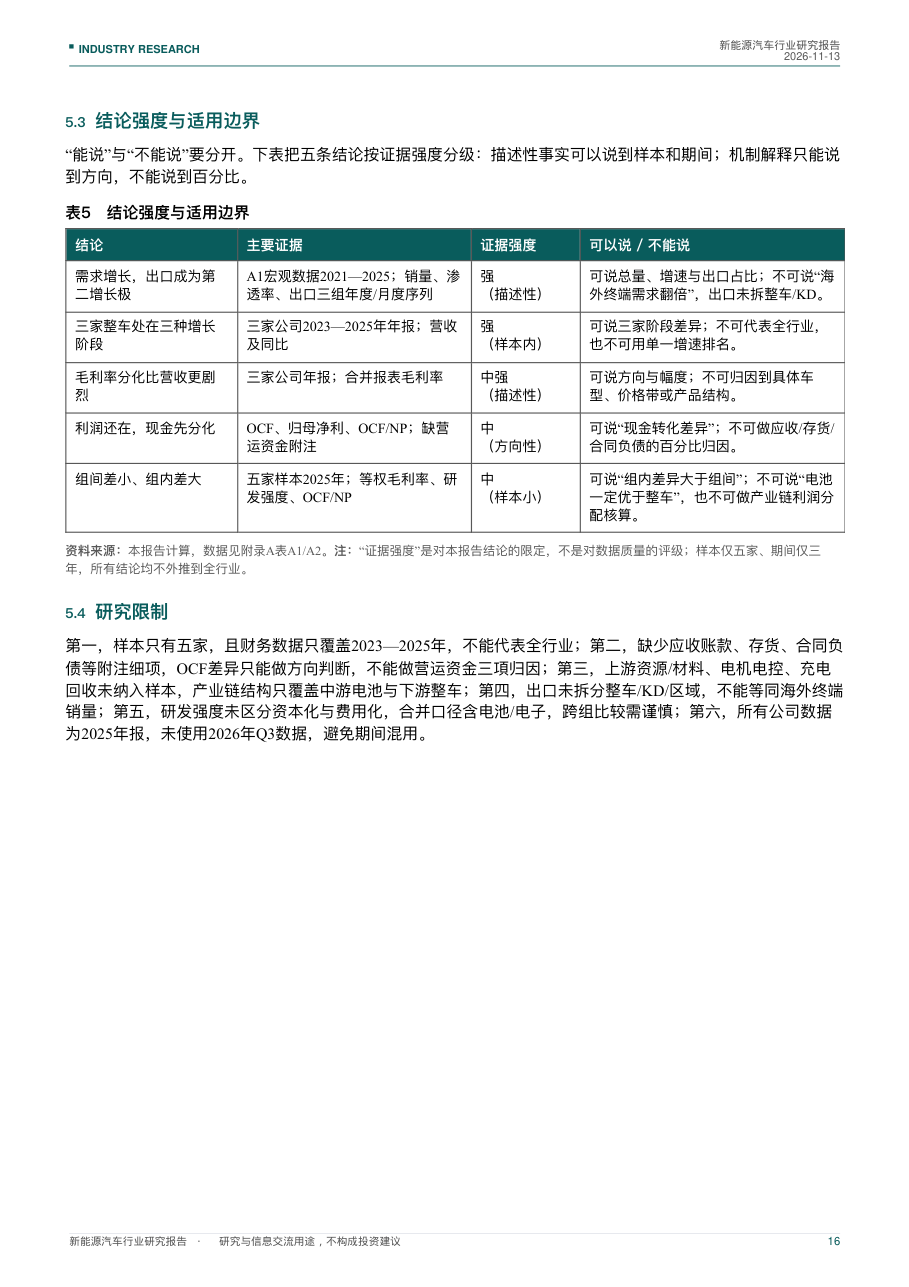 INDUSTRY RESEARCH
新能源汽车行业研究报告
2026-11-13
5.3 结论强度与适用边界
“能说”与“不能说”要分开。下表把五条结论按证据强度分级：描述性事实可以说到样本和期间；机制解释只能说
到方向，不能说到百分比。
表5 结论强度与适用边界
结论 主要证据 证据强度 可以说 / 不能说
需求增长，出口成为第 A1宏观数据2021—2025；销量、渗 强 可说总量、增速与出口占比；不可说“海
二增长极 透率、出口三组年度/月度序列 （描述性） 外终端需求翻倍”，出口未拆整车/KD。
三家整车处在三种增长 三家公司2023—2025年年报；营收 强 可说三家阶段差异；不可代表全行业，
阶段 及同比 （样本内） 也不可用单一增速排名。
毛利率分化比营收更剧 三家公司年报；合并报表毛利率 中强 可说方向与幅度；不可归因到具体车
烈 （描述性） 型、价格带或产品结构。
利润还在，现金先分化 OCF、归母净利、OCF/NP；缺营 中 可说“现金转化差异”；不可做应收/存货/
运资金附注 （方向性） 合同负债的百分比归因。
组间差小、组内差大 五家样本2025年；等权毛利率、研 中 可说“组内差异大于组间”；不可说“电池
发强度、OCF/NP （样本小） 一定优于整车”，也不可做产业链利润分
配核算。
资料来源：本报告计算，数据见附录A表A1/A2。注：“证据强度”是对本报告结论的限定，不是对数据质量的评级；样本仅五家、期间仅三
年，所有结论均不外推到全行业。
5.4 研究限制
第一，样本只有五家，且财务数据只覆盖2023—2025年，不能代表全行业；第二，缺少应收账款、存货、合同负
债等附注细项，OCF差异只能做方向判断，不能做营运资金三项归因；第三，上游资源/材料、电机电控、充电
回收未纳入样本，产业链结构只覆盖中游电池与下游整车；第四，出口未拆分整车/KD/区域，不能等同海外终端
销量；第五，研发强度未区分资本化与费用化，合并口径含电池/电子，跨组比较需谨慎；第六，所有公司数据
为2025年报，未使用2026年Q3数据，避免期间混用。
新能源汽车行业研究报告 · 研究与信息交流用途，不构成投资建议
16